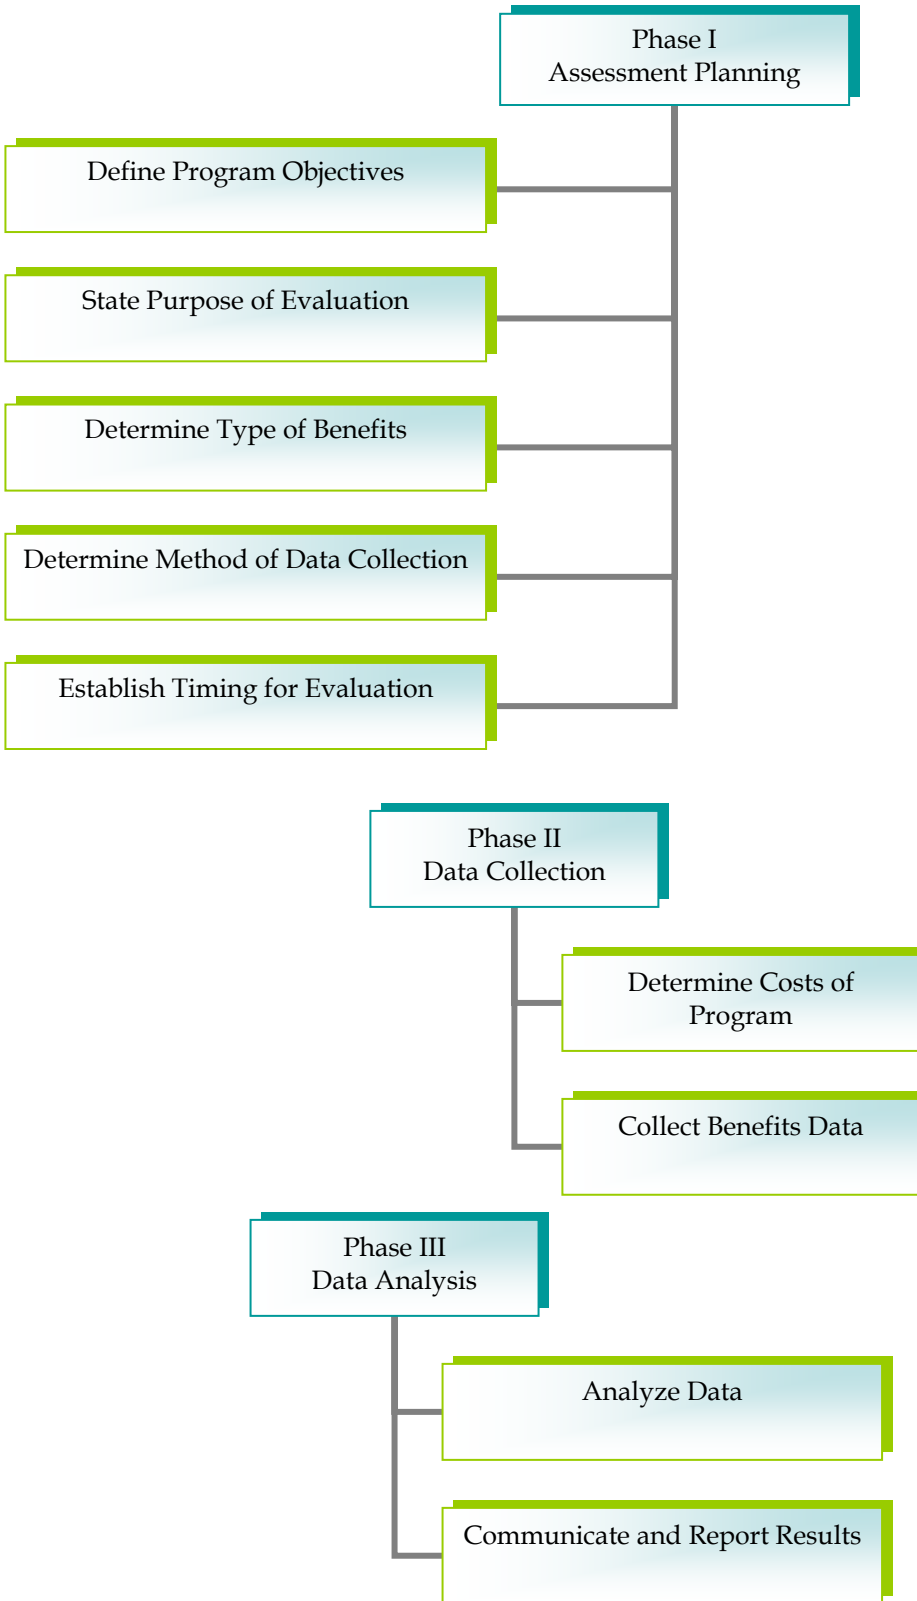 Phase I
Assessment Planning
Define Program Objectives
State Purpose of Evaluation
Determine Type of Benefits
Determine Method of Data Collection
Establish Timing for Evaluation
Phase II
Data Collection
Determine Costs of
Program
Collect Benefits Data
Phase III
Data Analysis
Analyze Data
Communicate and Report Results